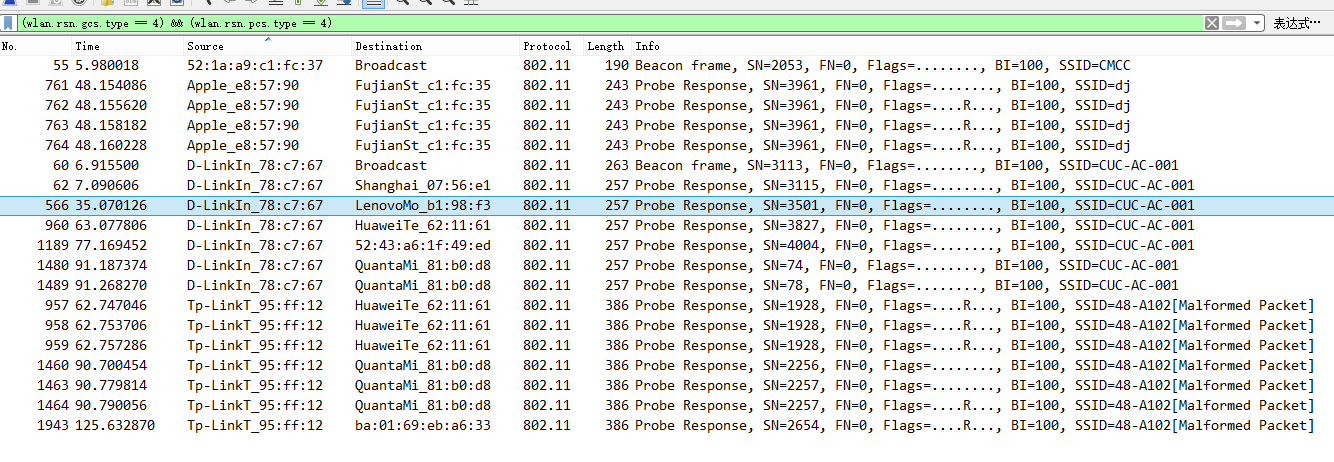 (wlan.rsn.gcs.type == 4) && (wlan.rsn.pcs.type == 4) 表达式…
No. Time Source Destination Protocol Length Info
55 5.980018 52:1a:a9:c1:fc:37 Broadcast 802.11 190 Beacon frame, SN=2053, FN=0, Flags=........, BI=100, SSID=CMCC
761 48.154086 Apple_e8:57:90 FujianSt_c1:fc:35 802.11 243 Probe Response, SN=3961, FN=0, Flags=........, BI=100, SSID=dj
762 48.155620 Apple_e8:57:90 FujianSt_c1:fc:35 802.11 243 Probe Response, SN=3961, FN=0, Flags=....R..., BI=100, SSID=dj
763 48.158182 Apple_e8:57:90 FujianSt_c1:fc:35 802.11 243 Probe Response, SN=3961, FN=0, Flags=....R..., BI=100, SSID=dj
764 48.160228 Apple_e8:57:90 FujianSt_c1:fc:35 802.11 243 Probe Response, SN=3961, FN=0, Flags=....R..., BI=100, SSID=dj
60 6.915500 D-LinkIn_78:c7:67 Broadcast 802.11 263 Beacon frame, SN=3113, FN=0, Flags=........, BI=100, SSID=CUC-AC-001
62 7.090606 D-LinkIn_78:c7:67 Shanghai_07:56:e1 802.11 257 Probe Response, SN=3115, FN=0, Flags=........, BI=100, SSID=CUC-AC-001
566 35.070126 D-LinkIn_78:c7:67 LenovoMo_b1:98:f3 802.11 257 Probe Response, SN=3501, FN=0, Flags=........, BI=100, SSID=CUC-AC-001
960 63.077806 D-LinkIn_78:c7:67 HuaweiTe_62:11:61 802.11 257 Probe Response, SN=3827, FN=0, Flags=........, BI=100, SSID=CUC-AC-001
1189 77.169452 D-LinkIn_78:c7:67 52:43:a6:1f:49:ed 802.11 257 Probe Response, SN=4004, FN=0, Flags=........, BI=100, SSID=CUC-AC-001
1480 91.187374 D-LinkIn_78:c7:67 QuantaMi_81:b0:d8 802.11 257 Probe Response, SN=74, FN=0, Flags=........, BI=100, SSID=CUC-AC-001
1489 91.268270 D-LinkIn_78:c7:67 QuantaMi_81:b0:d8 802.11 257 Probe Response, SN=78, FN=0, Flags=........, BI=100, SSID=CUC-AC-001
957 62.747046 Tp-LinkT_95:ff:12 HuaweiTe_62:11:61 802.11 386 Probe Response, SN=1928, FN=0, Flags=....R..., BI=100, SSID=48-A102[Malformed Packet]
958 62.753706 Tp-LinkT_95:ff:12 HuaweiTe_62:11:61 802.11 386 Probe Response, SN=1928, FN=0, Flags=....R..., BI=100, SSID=48-A102[Malformed Packet]
959 62.757286 Tp-LinkT_95:ff:12 HuaweiTe_62:11:61 802.11 386 Probe Response, SN=1928, FN=0, Flags=....R..., BI=100, SSID=48-A102[Malformed Packet]
1460 90.700454 Tp-LinkT_95:ff:12 QuantaMi_81:b0:d8 802.11 386 Probe Response, SN=2256, FN=0, Flags=....R..., BI=100, SSID=48-A102[Malformed Packet]
1463 90.779814 Tp-LinkT_95:ff:12 QuantaMi_81:b0:d8 802.11 386 Probe Response, SN=2257, FN=0, Flags=....R..., BI=100, SSID=48-A102[Malformed Packet]
1464 90.790056 Tp-LinkT_95:ff:12 QuantaMi_81:b0:d8 802.11 386 Probe Response, SN=2257, FN=0, Flags=....R..., BI=100, SSID=48-A102[Malformed Packet]
1943 125.632870 Tp-LinkT_95:ff:12 ba:01:69:eb:a6:33 802.11 386 Probe Response, SN=2654, FN=0, Flags=....R..., BI=100, SSID=48-A102[Malformed Packet]